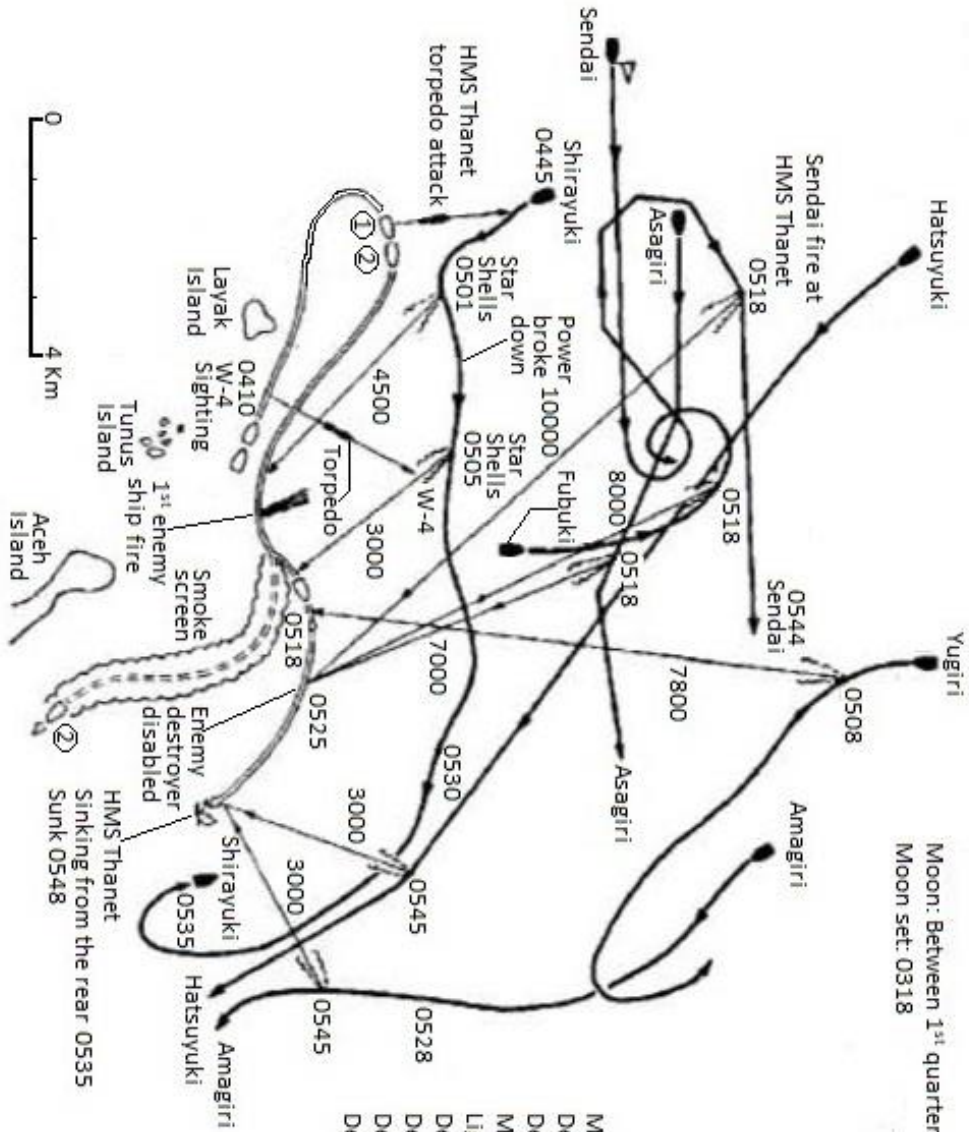 Moon: Between 1st quarter
Moon set: 0318
Hatsuyuki
Yugiri
Amagiri
0508
Sendai fire at
HMS Thanet
0518
0544
Sendai
0518
7800
Asagiri
Sendai
Asagiri
8000
0518
Shirayuki
0445
Power
broke
down
10000
Fubuki
Star
Shells
0505
W-4
HMS Thanet
torpedo attack
Star
Shells
0501
4500
3000
7000
0530
3000
0545
0528
0545
Torpedo
① ②
0518
0525
3000
Layak
Island
0410
W-4
Sighting
1st enemy
ship fire
Smoke
screen
Enemy
destroyer
disabled
Shirayuki
0535
Hatsuyuki
Amagiri
Tunus
Island
Aceh
Island
②
HMS Thanet
Sinking from the rear 0535
Sunk 0548
0
4 Km